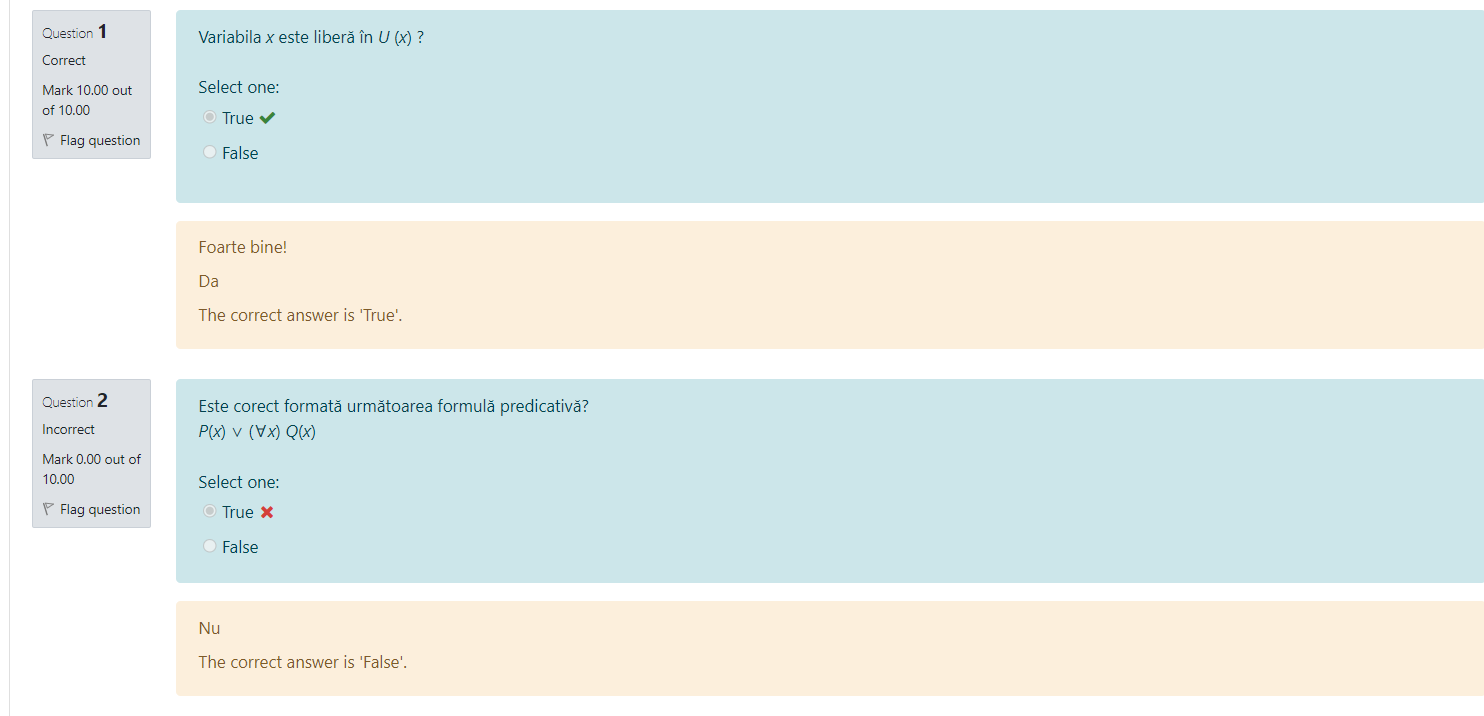 Question 1
Correct
Mark 10.00 out
of 10.00
Flag question
Variabila x este liberă în U (x) ?
Select one:
True
False
Foarte bine!
Da
The correct answer is 'True'.
Question 2
Incorrect
Mark 0.00 out of
10.00
Flag question
Este corect formată următoarea formulă predicativă?
P(x) ∨ (∀x) Q(x)
Select one:
True
False
Nu
The correct answer is 'False'.